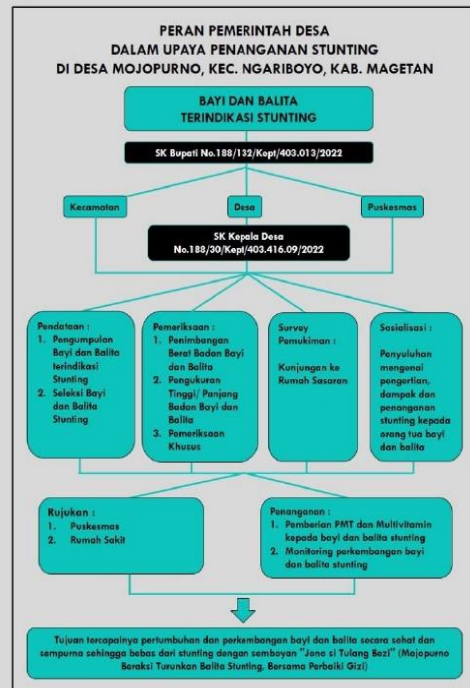 PERAN PEMERINTAH DESA
DALAM UPAYA PENANGANAN STUNTING
DI DESA MOJOPURNO, KEC. NGARIBOYO, KAB. MAGETAN
BAYI DAN BALITA
TERINDIKASI STUNTING
SK Bupati No.188/132/Kept/403.013/2022
Kecamatan
Desa
Puskesmas
SK Kepala Desa
No.188/30/Kept/403.416.09/2022
Pendataan :
1. Pengumpulan
Bayi dan Balita
terindikasi
Stunting
2. Seleksi Bayi
dan Balita
Stunting
Pemeriksaan :
1. Penimbangan
Berat Badan Bayi
dan Balita
2. Pengukuran
Tinggi/ Panjang
Badan Bayi dan
Balita
3. Pemeriksaan
Khusus
Survey
Pemukiman :
Kunjungan ke
Rumah Sasaran
Sosialisasi :
Penyuluhan
mengenai
pengertian,
dampak dan
penanganan
stunting kepada
orang tua bayi
dan balita
Rujukan :
1. Puskesmas
2. Rumah Sakit
Penanganan :
1. Pemberian PMT dan Multivitamin
kepada bayi dan balita stunting
2. Monitoring perkembangan bayi
dan balita stunting
Tujuan tercapainya pertumbuhan dan perkembangan bayi dan balita secara sehat dan
sempurna sehingga bebas dari stunting dengan semboyan "Jono si Tulang Bezi" (Mojopurno
Beraksi Turunkan Balita Stunting, Bersama Perbaiki Gizi)